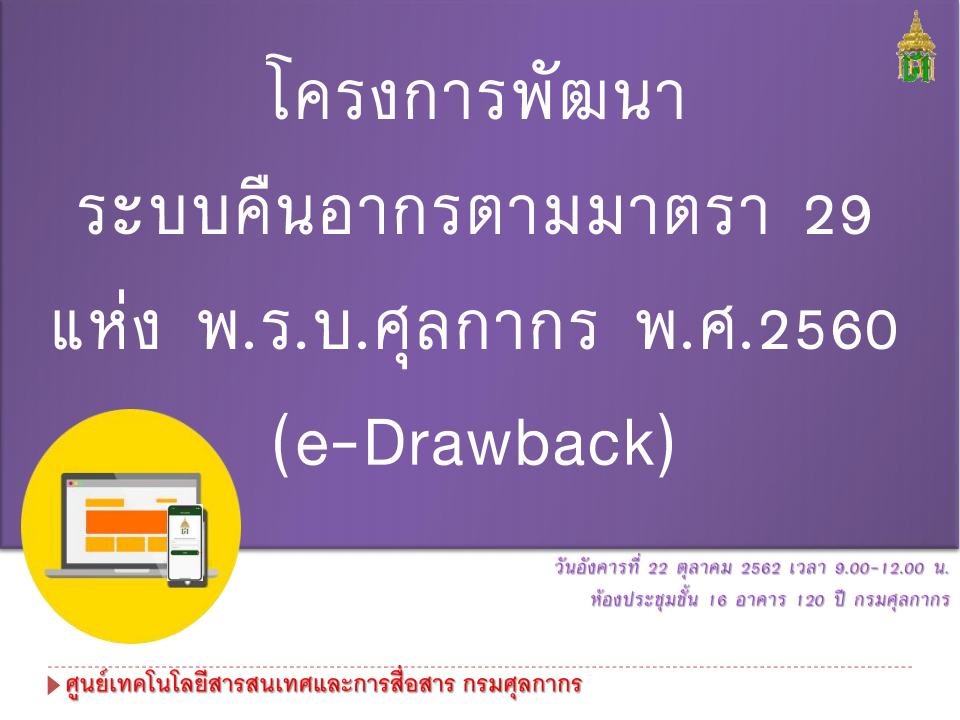 โครงการพัฒนา
ระบบคืนอากรตามมาตรา 29
แห่ง พ.ร.บ.ศุลกากร พ.ศ.2560
(e-Drawback)
วันอังคารที่ 22 ตุลาคม 2562 เวลา 9.00-12.00 น.
ห้องประชุมชั้น 16 อาคาร 120 ปี กรมศุลกากร
ศูนย์เทคโนโลยีสารสนเทศและการสื่อสาร กรมศุลกากร